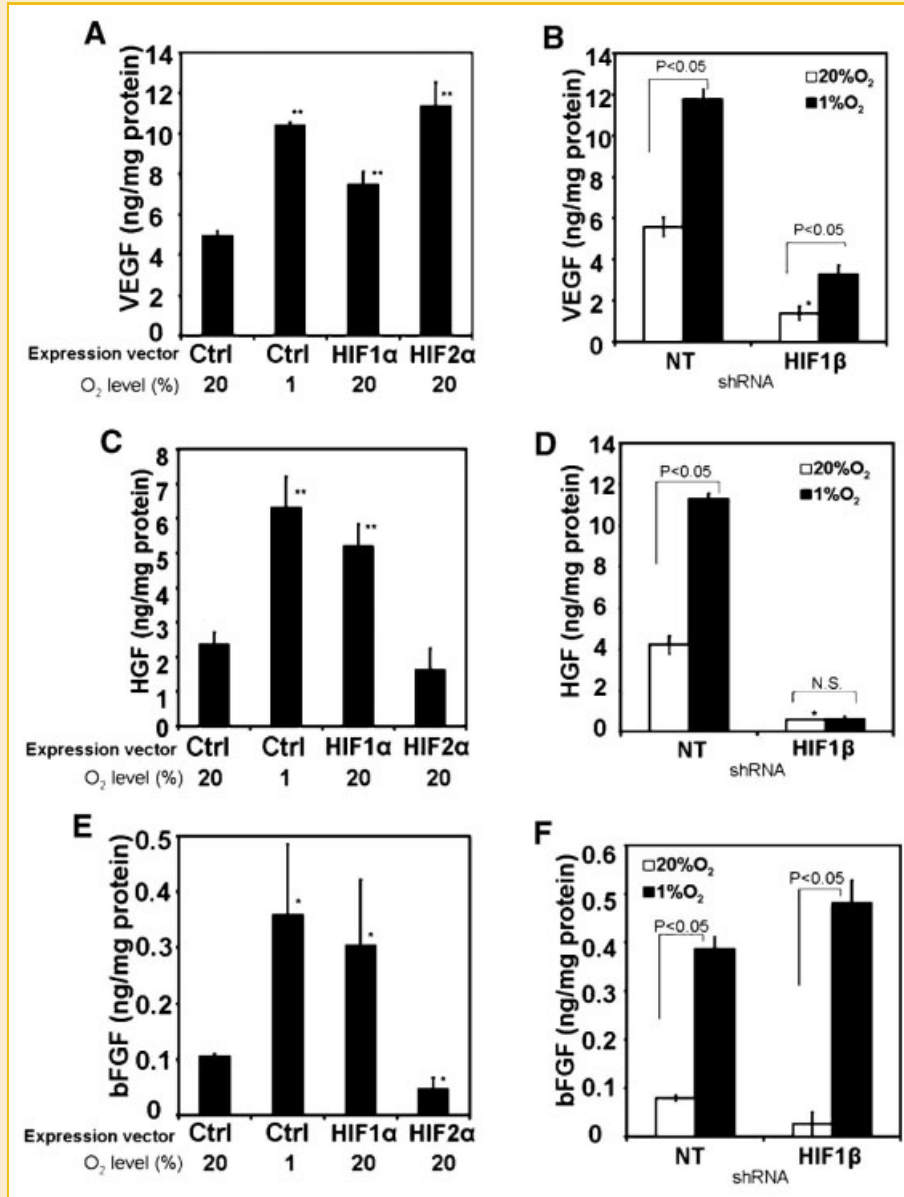 A
VEGF (ng/mg protein)
14
12
10
8
6
4
2
0
**
**
**
Expression vector Ctrl Ctrl HIF1α HIF2α
O2 level (%) 20 1 20 20
B
VEGF (ng/mg protein)
14
12
10
8
6
4
2
0
P<0.05
P<0.05
*
20%O2
1%O2
NT HIF1β
shRNA
C
HGF (ng/mg protein)
8
7
6
5
4
3
2
1
0
**
**
Expression vector Ctrl Ctrl HIF1α HIF2α
O2 level (%) 20 1 20 20
D
HGF (ng/mg protein)
14
12
10
8
6
4
2
0
P<0.05
N.S.
*
20%O2
1%O2
NT HIF1β
shRNA
E
bFGF (ng/mg protein)
0.5
0.4
0.3
0.2
0.1
0
*
*
*
Expression vector Ctrl Ctrl HIF1α HIF2α
O2 level (%) 20 1 20 20
F
bFGF (ng/mg protein)
0.6
0.5
0.4
0.3
0.2
0.1
0
20%O2
1%O2
P<0.05
P<0.05
NT HIF1β
shRNA